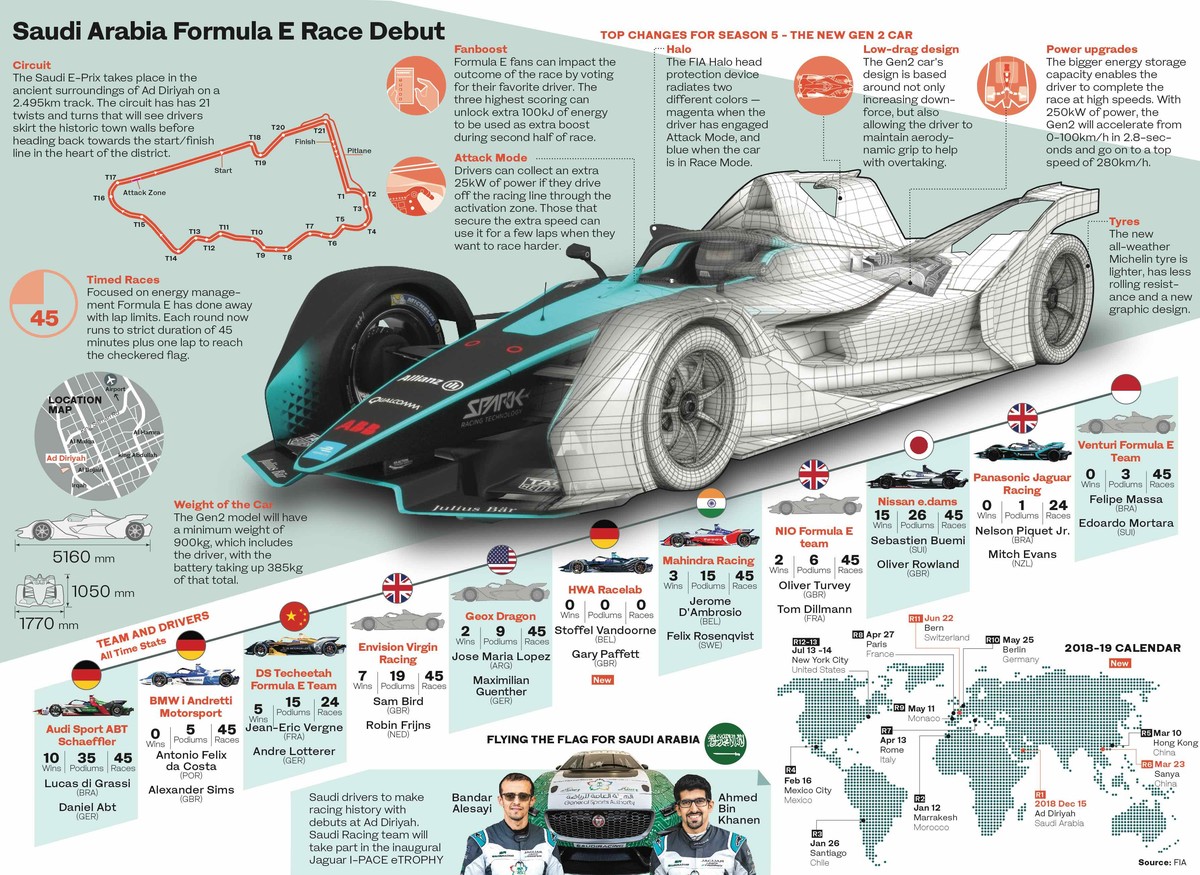 Saudi Arabia Formula E Race Debut
Circuit
The Saudi E-Prix takes place in the
ancient surroundings of Ad Diriyah on a
2.495km track. The circuit has has 21
twists and turns that will see drivers
skirt the historic town walls before
heading back towards the start/finish
line in the heart of the district.
T17
T16
Attack Zone
T15
T14
T13
T12
T11
T10
T9
T8
T7
T6
T5
T4
T3
T2
T1
T18
T19
T20
T21
Start
Finish
Pitlane
Fanboost
Formula E fans can impact the
outcome of the race by voting
for their favorite driver. The
three highest scoring can
unlock extra 100kJ of energy
to be used as extra boost
during second half of race.
Attack Mode
Drivers can collect an extra
25kW of power if they drive
off the racing line through the
activation zone. Those that
secure the extra speed can
use it for a few laps when they
want to race harder.
TOP CHANGES FOR SEASON 5 - THE NEW GEN 2 CAR
Halo
The FIA Halo head
protection device
radiates two
different colors —
magenta when the
driver has engaged
Attack Mode, and
blue when the car
is in Race Mode.
Low-drag design
The Gen2 car's
design is based
around not only
increasing down-
force, but also
allowing the driver to
maintain aerody-
namic grip to help
with overtaking.
Power upgrades
The bigger energy storage
capacity enables the
driver to complete the
race at high speeds. With
250kW of power, the
Gen2 will accelerate from
0-100km/h in 2.8-sec-
onds and go on to a top
speed of 280km/h.
Tyres
The new
all-weather
Michelin tyre is
lighter, has less
rolling resist-
ance and a new
graphic design.
45
Timed Races
Focused on energy manage-
ment Formula E has done away
with lap limits. Each round now
runs to strict duration of 45
minutes plus one lap to reach
the checkered flag.
LOCATION
MAP
Airport
Al Malqa
Al Hamra
King Abdullah
Ad Diriyah
Al Bujairi
Irqah
Weight of the Car
The Gen2 model will have
a minimum weight of
900kg, which includes
the driver, with the
battery taking up 385kg
of that total.
5160 mm
1050 mm
1770 mm
MICHELIN
Allianz
QUALCOMM
SPARK
RACING TECHNOLOGY
ABB
Julius Bär
Julius Bär
TAG
TEAM AND DRIVERS
All Time Stats
Audi Sport ABT
Schaeffler
10 35 45
Wins Podiums Races
Lucas di Grassi
(BRA)
Daniel Abt
(GER)
BMW i Andretti
Motorsport
0 5 45
Wins Podiums Races
Antonio Felix
da Costa
(POR)
Alexander Sims
(GBR)
DS Techeetah
Formula E Team
5 15 24
Wins Podiums Races
Jean-Eric Vergne
(FRA)
Andre Lotterer
(GER)
Envision Virgin
Racing
7 19 45
Wins Podiums Races
Sam Bird
(GBR)
Robin Frijns
(NED)
Geox Dragon
2 9 45
Wins Podiums Races
Jose Maria Lopez
(ARG)
Maximilian
Guenther
(GER)
HWA Racelab
0 0 0
Wins Podiums Races
Stoffel Vandoorne
(BEL)
Gary Paffett
(GBR)
New
Mahindra Racing
3 15 45
Wins Podiums Races
Jerome
D'Ambrosio
(BEL)
Felix Rosenqvist
(SWE)
NIO Formula E
team
2 6 45
Wins Podiums Races
Oliver Turvey
(GBR)
Tom Dillmann
(FRA)
Nissan e.dams
15 26 45
Wins Podiums Races
Sebastien Buemi
(SUI)
Oliver Rowland
(GBR)
Panasonic Jaguar
Racing
0 1 24
Wins Podiums Races
Nelson Piquet Jr.
(BRA)
Mitch Evans
(NZL)
Venturi Formula E
Team
0 3 45
Wins Podiums Races
Felipe Massa
(BRA)
Edoardo Mortara
(SUI)
FLYING THE FLAG FOR SAUDI ARABIA
Saudi drivers to make
racing history with
debuts at Ad Diriyah.
Saudi Racing team will
take part in the inaugural
Jaguar I-PACE eTROPHY
Bandar
Alesayi
Ahmed
Bin
Khanen
General Sports Authority
SAUDI RACING
JAGUAR
2018-19 CALENDAR
New
R12-13
Jul 13 -14
New York City
United States
R8 Apr 27
Paris
France
R11 Jun 22
Bern
Switzerland
R10 May 25
Berlin
Germany
R9 May 11
Monaco
R7
Apr 13
Rome
Italy
R4
Feb 16
Mexico City
Mexico
R3
Jan 26
Santiago
Chile
R2
Jan 12
Marrakesh
Morocco
R1
2018 Dec 15
Ad Diriyah
Saudi Arabia
Mar 10
Hong Kong
China
Mar 23
Sanya
China
Source: FIA